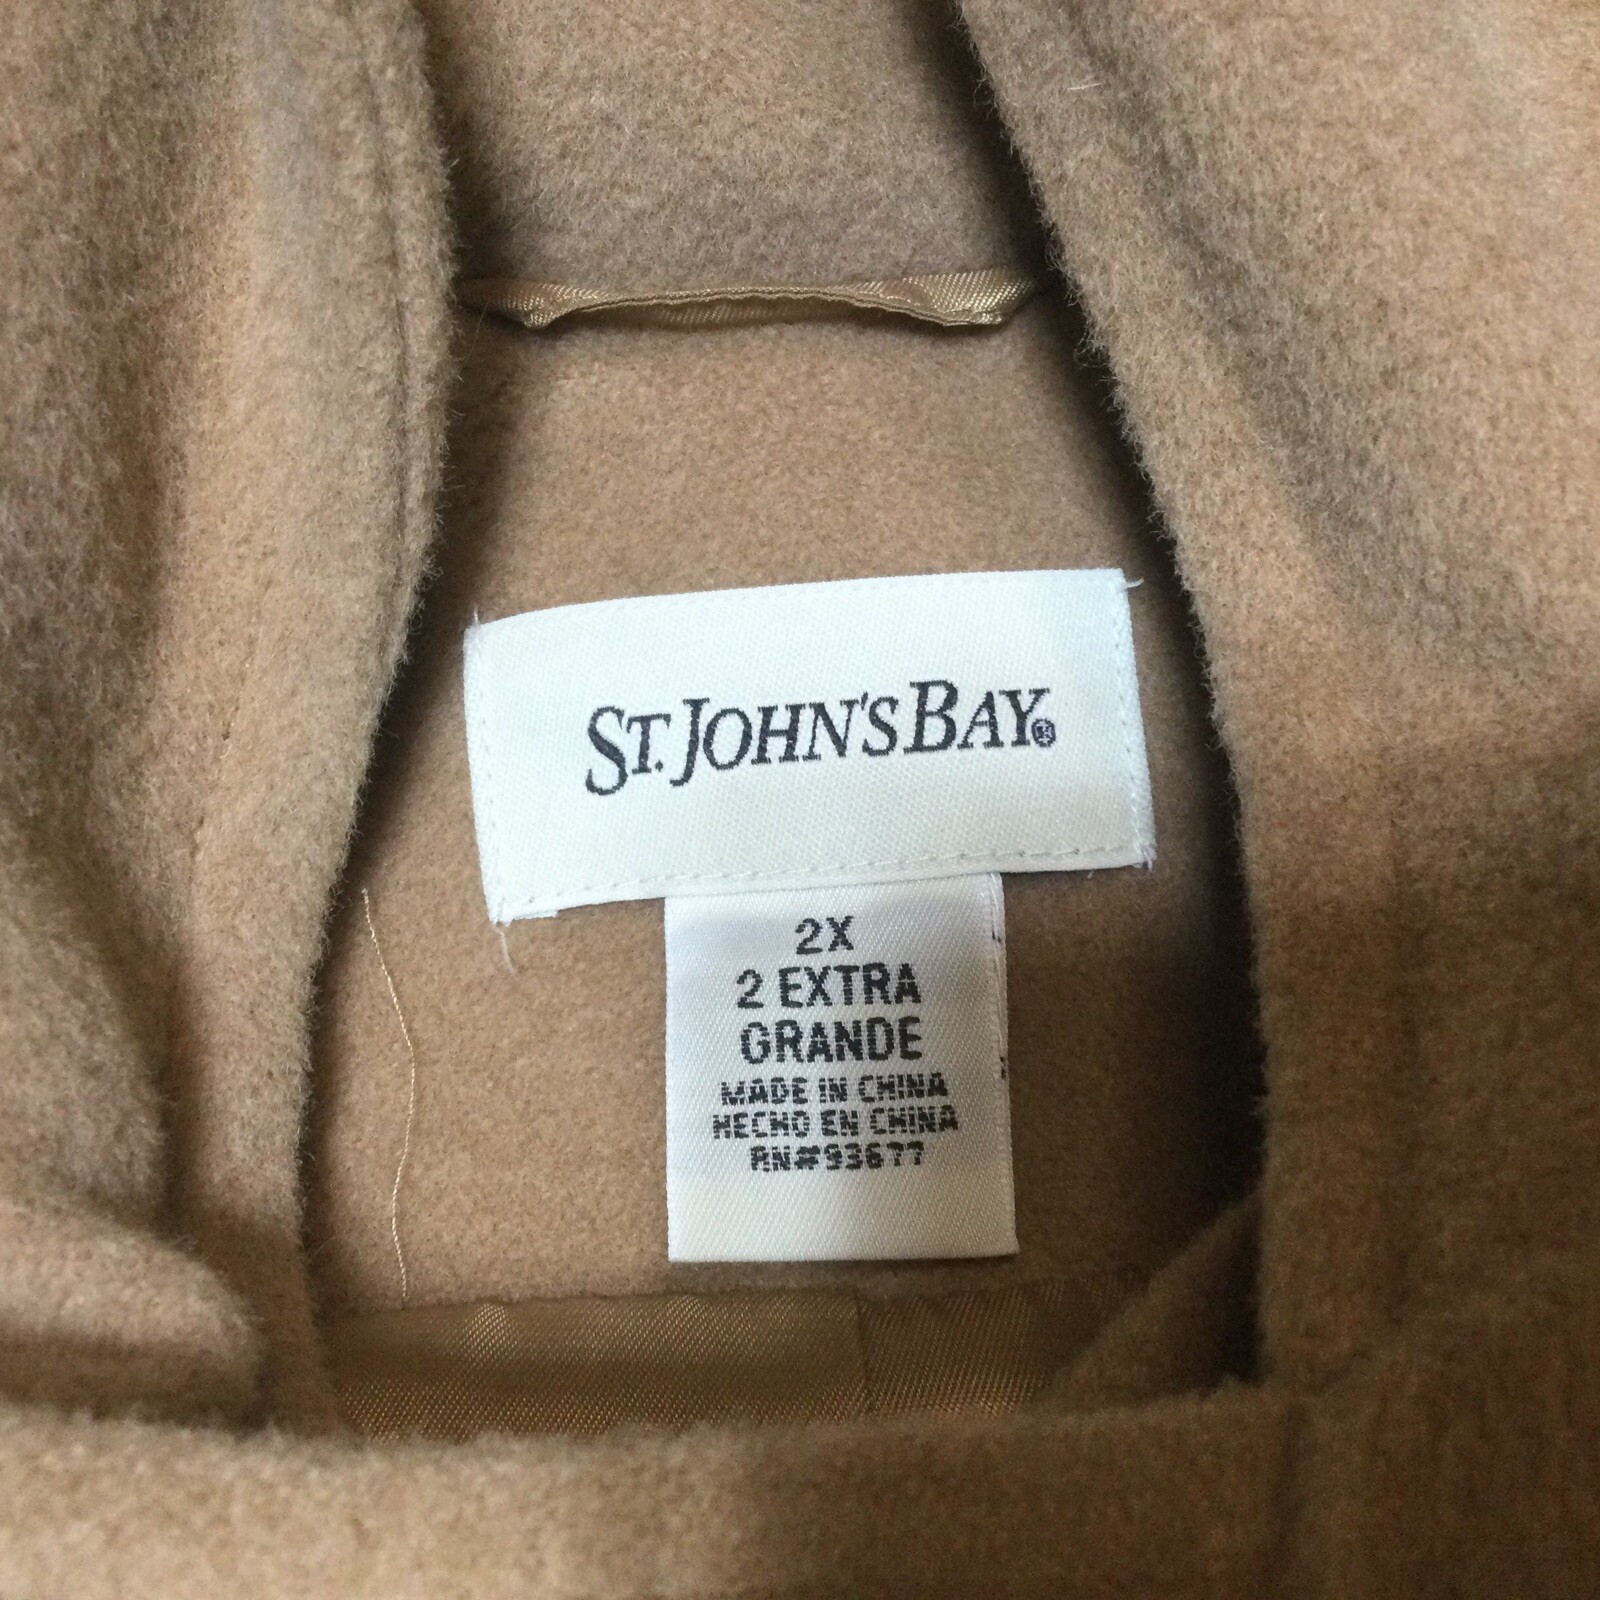 ST. JOHN'S BAY®
2X
2 EXTRA
GRANDE
MADE IN CHINA
HECHO EN CHINA
RN#93677